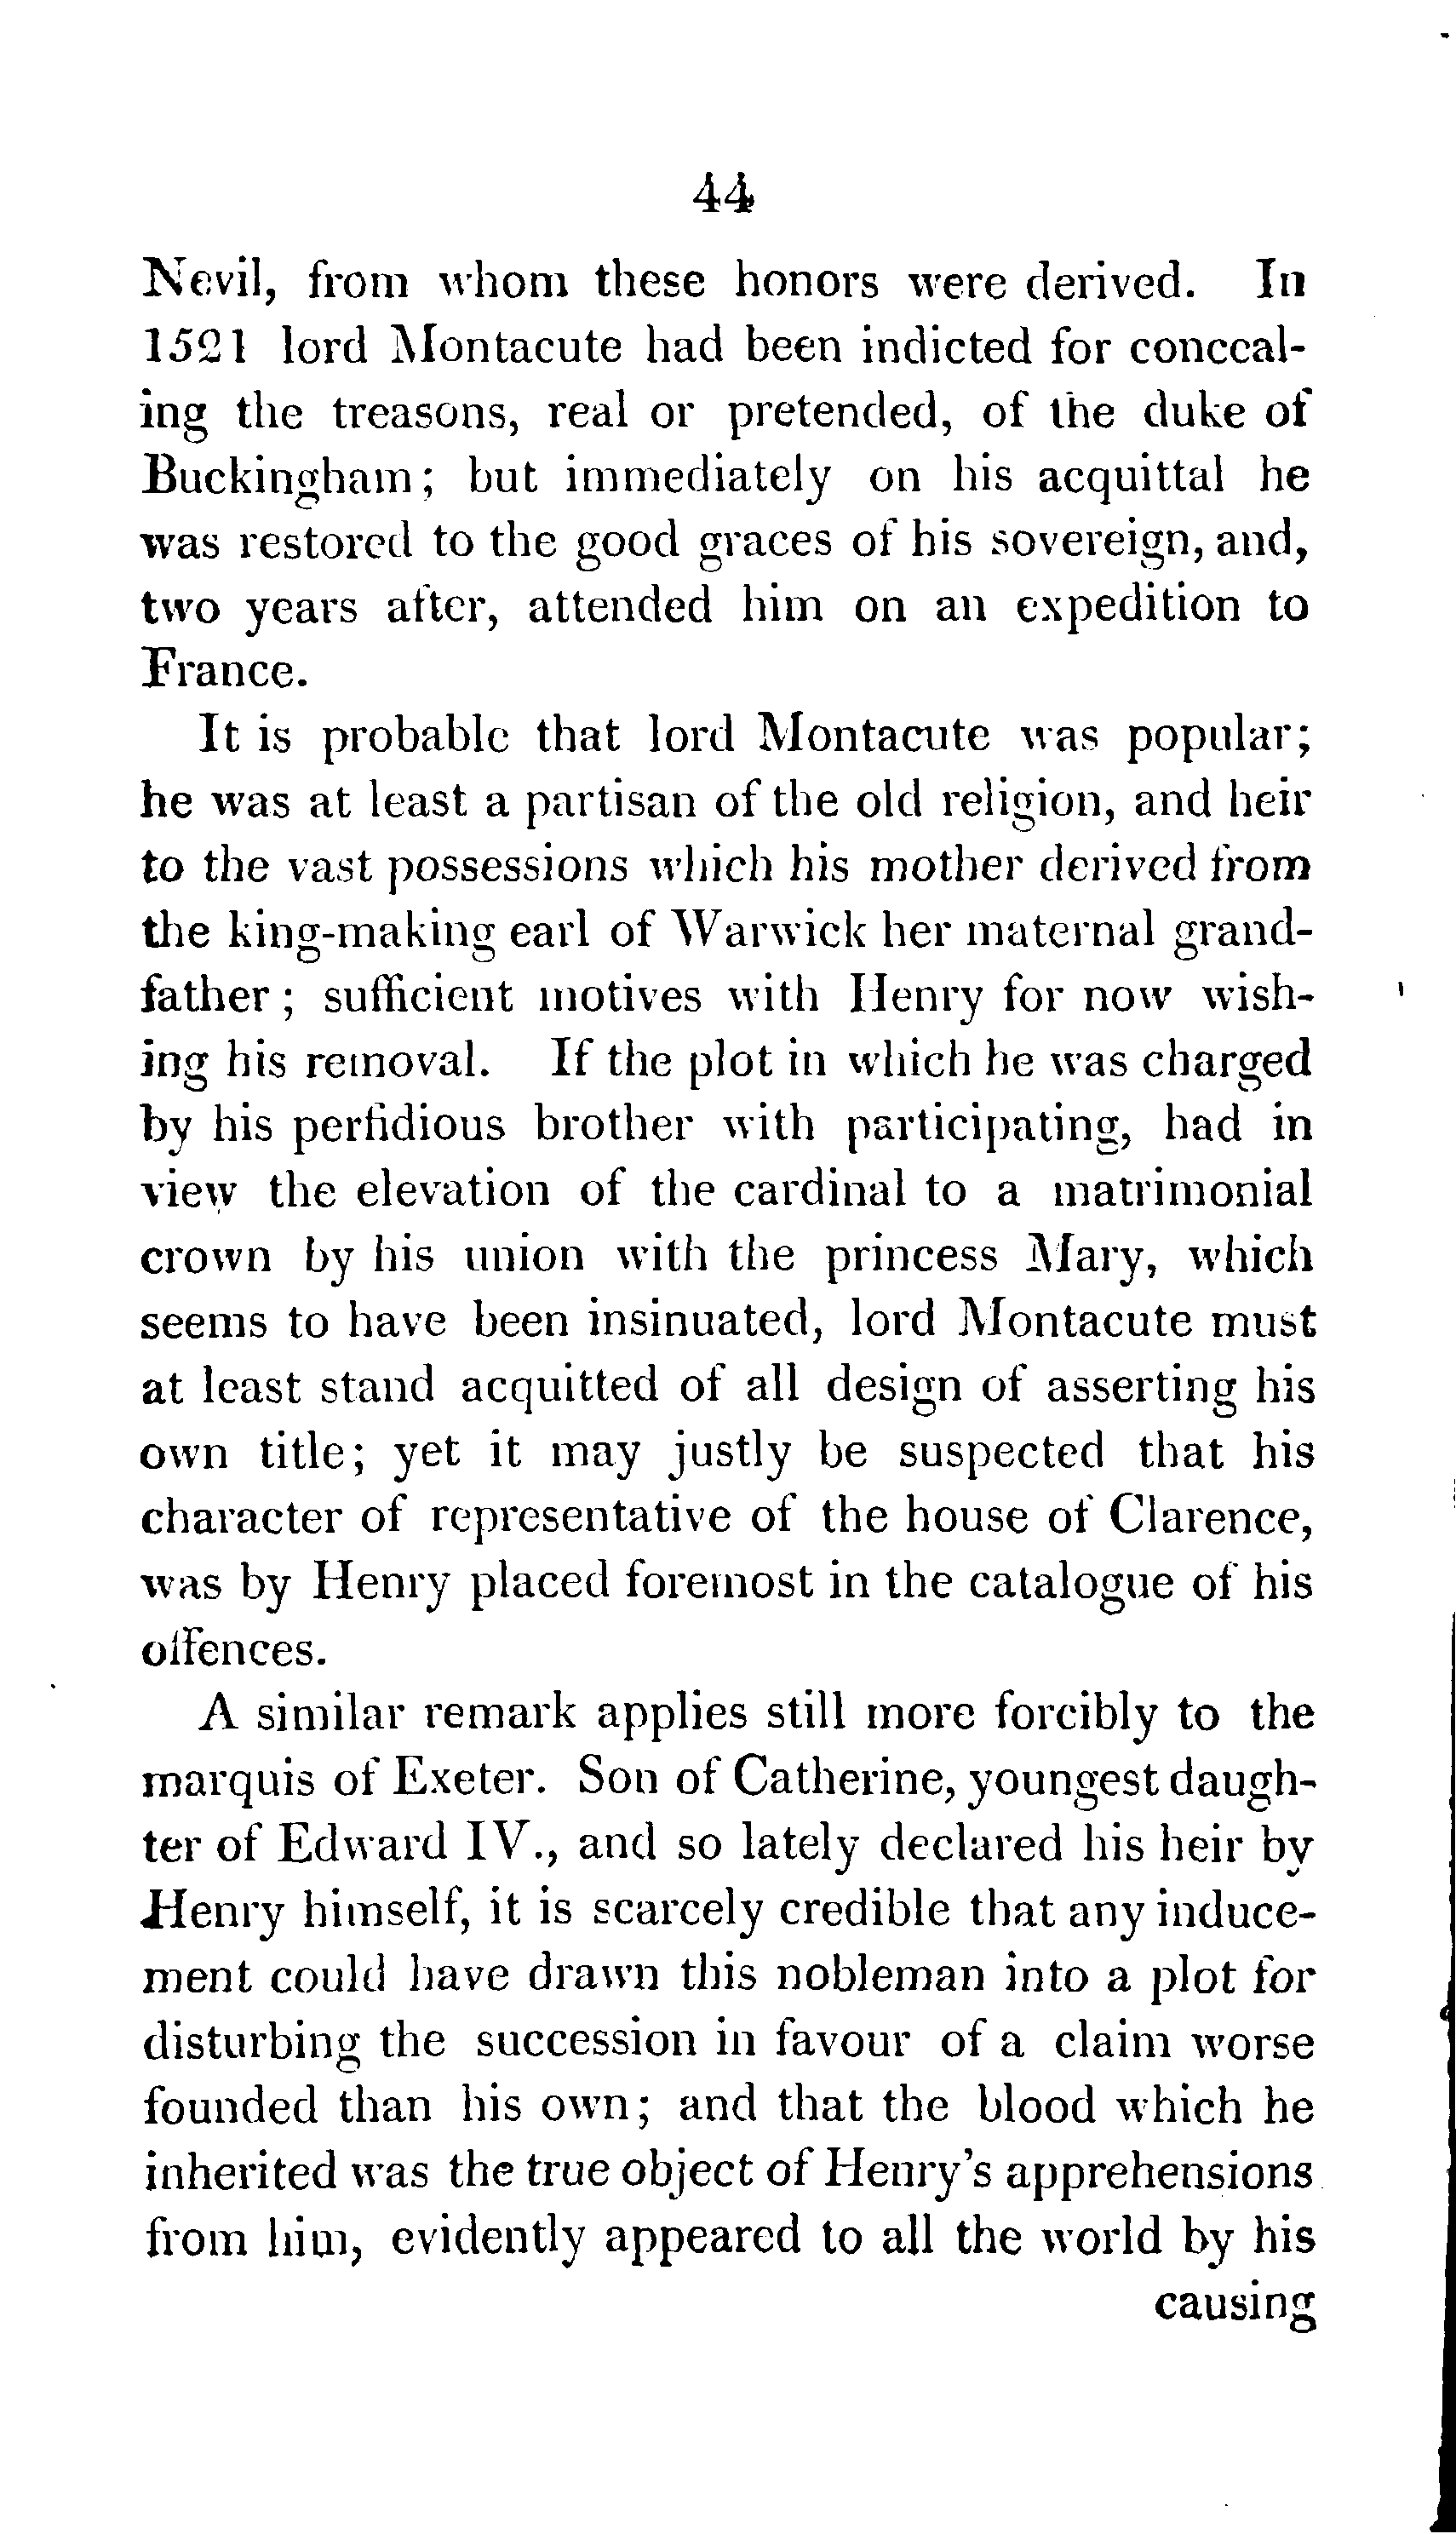 44
Nevil, from whom these honors were derived. In
1521 lord Montacute had been indicted for conceal-
ing the treasons, real or pretended, of the duke of
Buckingham; but immediately on his acquittal he
was restored to the good graces of his sovereign, and,
two years after, attended him on an expedition to
France.
It is probable that lord Montacute was popular;
he was at least a partisan of the old religion, and heir
to the vast possessions which his mother derived from
the king-making earl of Warwick her maternal grand-
father; sufficient motives with Henry for now wish-
ing his removal. If the plot in which he was charged
by his perfidious brother with participating, had in
view the elevation of the cardinal to a matrimonial
crown by his union with the princess Mary, which
seems to have been insinuated, lord Montacute must
at least stand acquitted of all design of asserting his
own title; yet it may justly be suspected that his
character of representative of the house of Clarence,
was by Henry placed foremost in the catalogue of his
offences.
A similar remark applies still more forcibly to the
marquis of Exeter. Son of Catherine, youngest daugh-
ter of Edward IV., and so lately declared his heir by
Henry himself, it is scarcely credible that any induce-
ment could have drawn this nobleman into a plot for
disturbing the succession in favour of a claim worse
founded than his own; and that the blood which he
inherited was the true object of Henry's apprehensions
from him, evidently appeared to all the world by his
causing